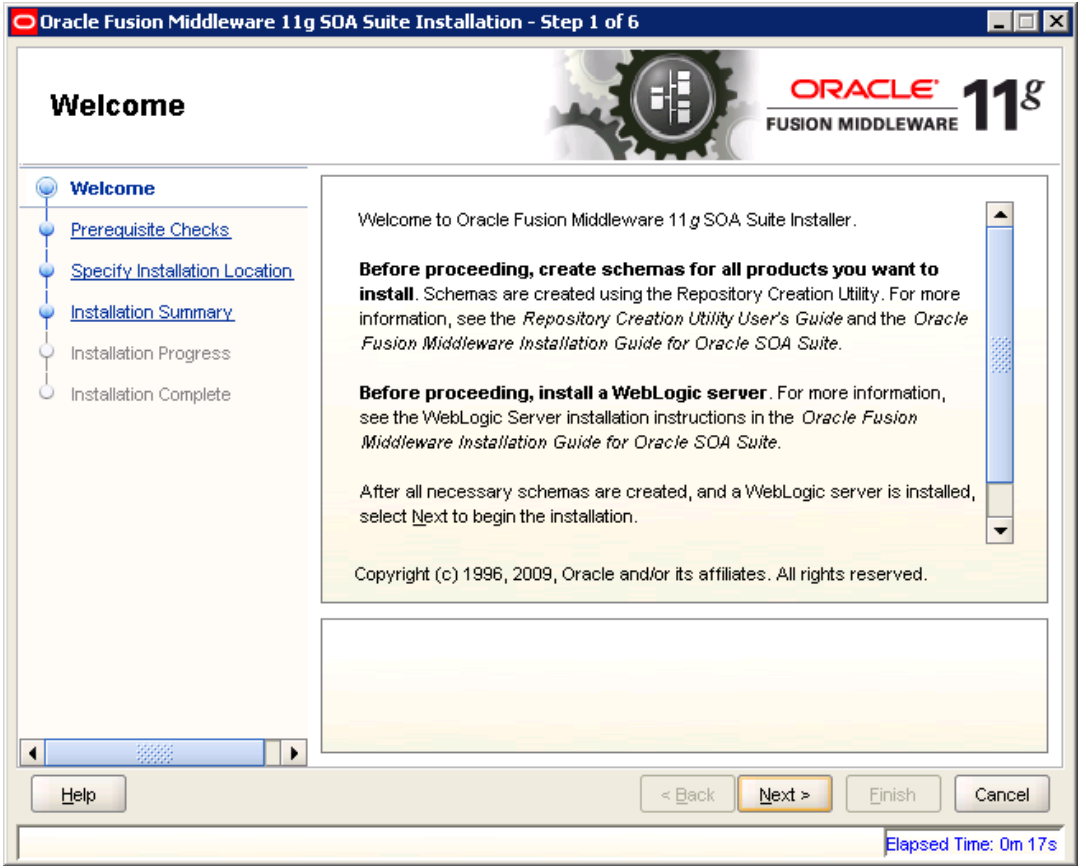 Oracle Fusion Middleware 11g SOA Suite Installation - Step 1 of 6
Welcome
ORACLE
FUSION MIDDLEWARE
11g
Welcome
Prerequisite Checks
Specify Installation Location
Installation Summary
Installation Progress
Installation Complete
Welcome to Oracle Fusion Middleware 11g SOA Suite Installer.
Before proceeding, create schemas for all products you want to
install. Schemas are created using the Repository Creation Utility. For more
information, see the Repository Creation Utility User's Guide and the Oracle
Fusion Middleware Installation Guide for Oracle SOA Suite.
Before proceeding, install a WebLogic server. For more information,
see the WebLogic Server installation instructions in the Oracle Fusion
Middleware Installation Guide for Oracle SOA Suite.
After all necessary schemas are created, and a WebLogic server is installed,
select Next to begin the installation.
Copyright (c) 1996, 2009, Oracle and/or its affiliates. All rights reserved.
Help
< Back
Next >
Finish
Cancel
Elapsed Time: 0m 17s